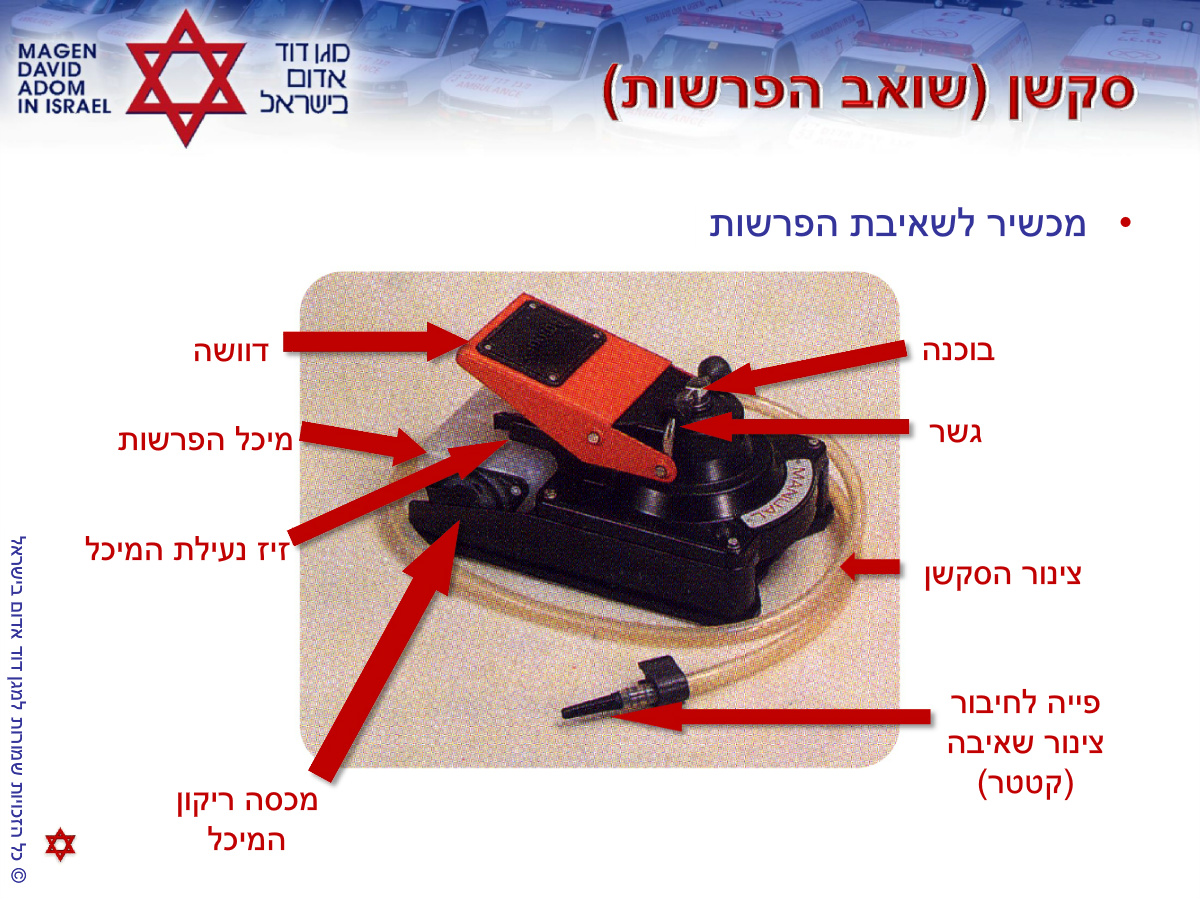 MAGEN
DAVID
ADOM
IN ISRAEL
מגן דוד
אדום
בישראל
סקשן (שואב הפרשות)
• מכשיר לשאיבת הפרשות
דוושה
בוכנה
מיכל הפרשות
גשר
זיז נעילת המיכל
צינור הסקשן
MANUAL
פייה לחיבור
צינור שאיבה
(קטטר)
מכסה ריקון
המיכל
© כל הזכויות שמורות למגן דוד אדום בישראל